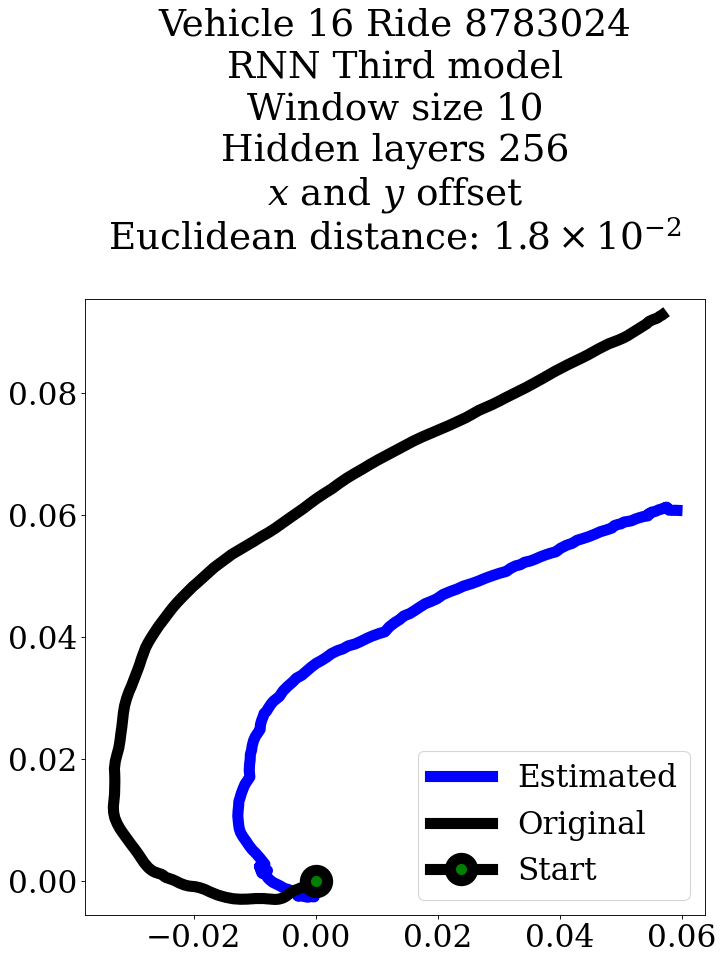 Vehicle 16 Ride 8783024
RNN Third model
Window size 10
Hidden layers 256
x and y offset
Euclidean distance: 1.8 × 10⁻²
0.08
0.06
0.04
0.02
0.00
Estimated
Original
Start
−0.02 0.00 0.02 0.04 0.06